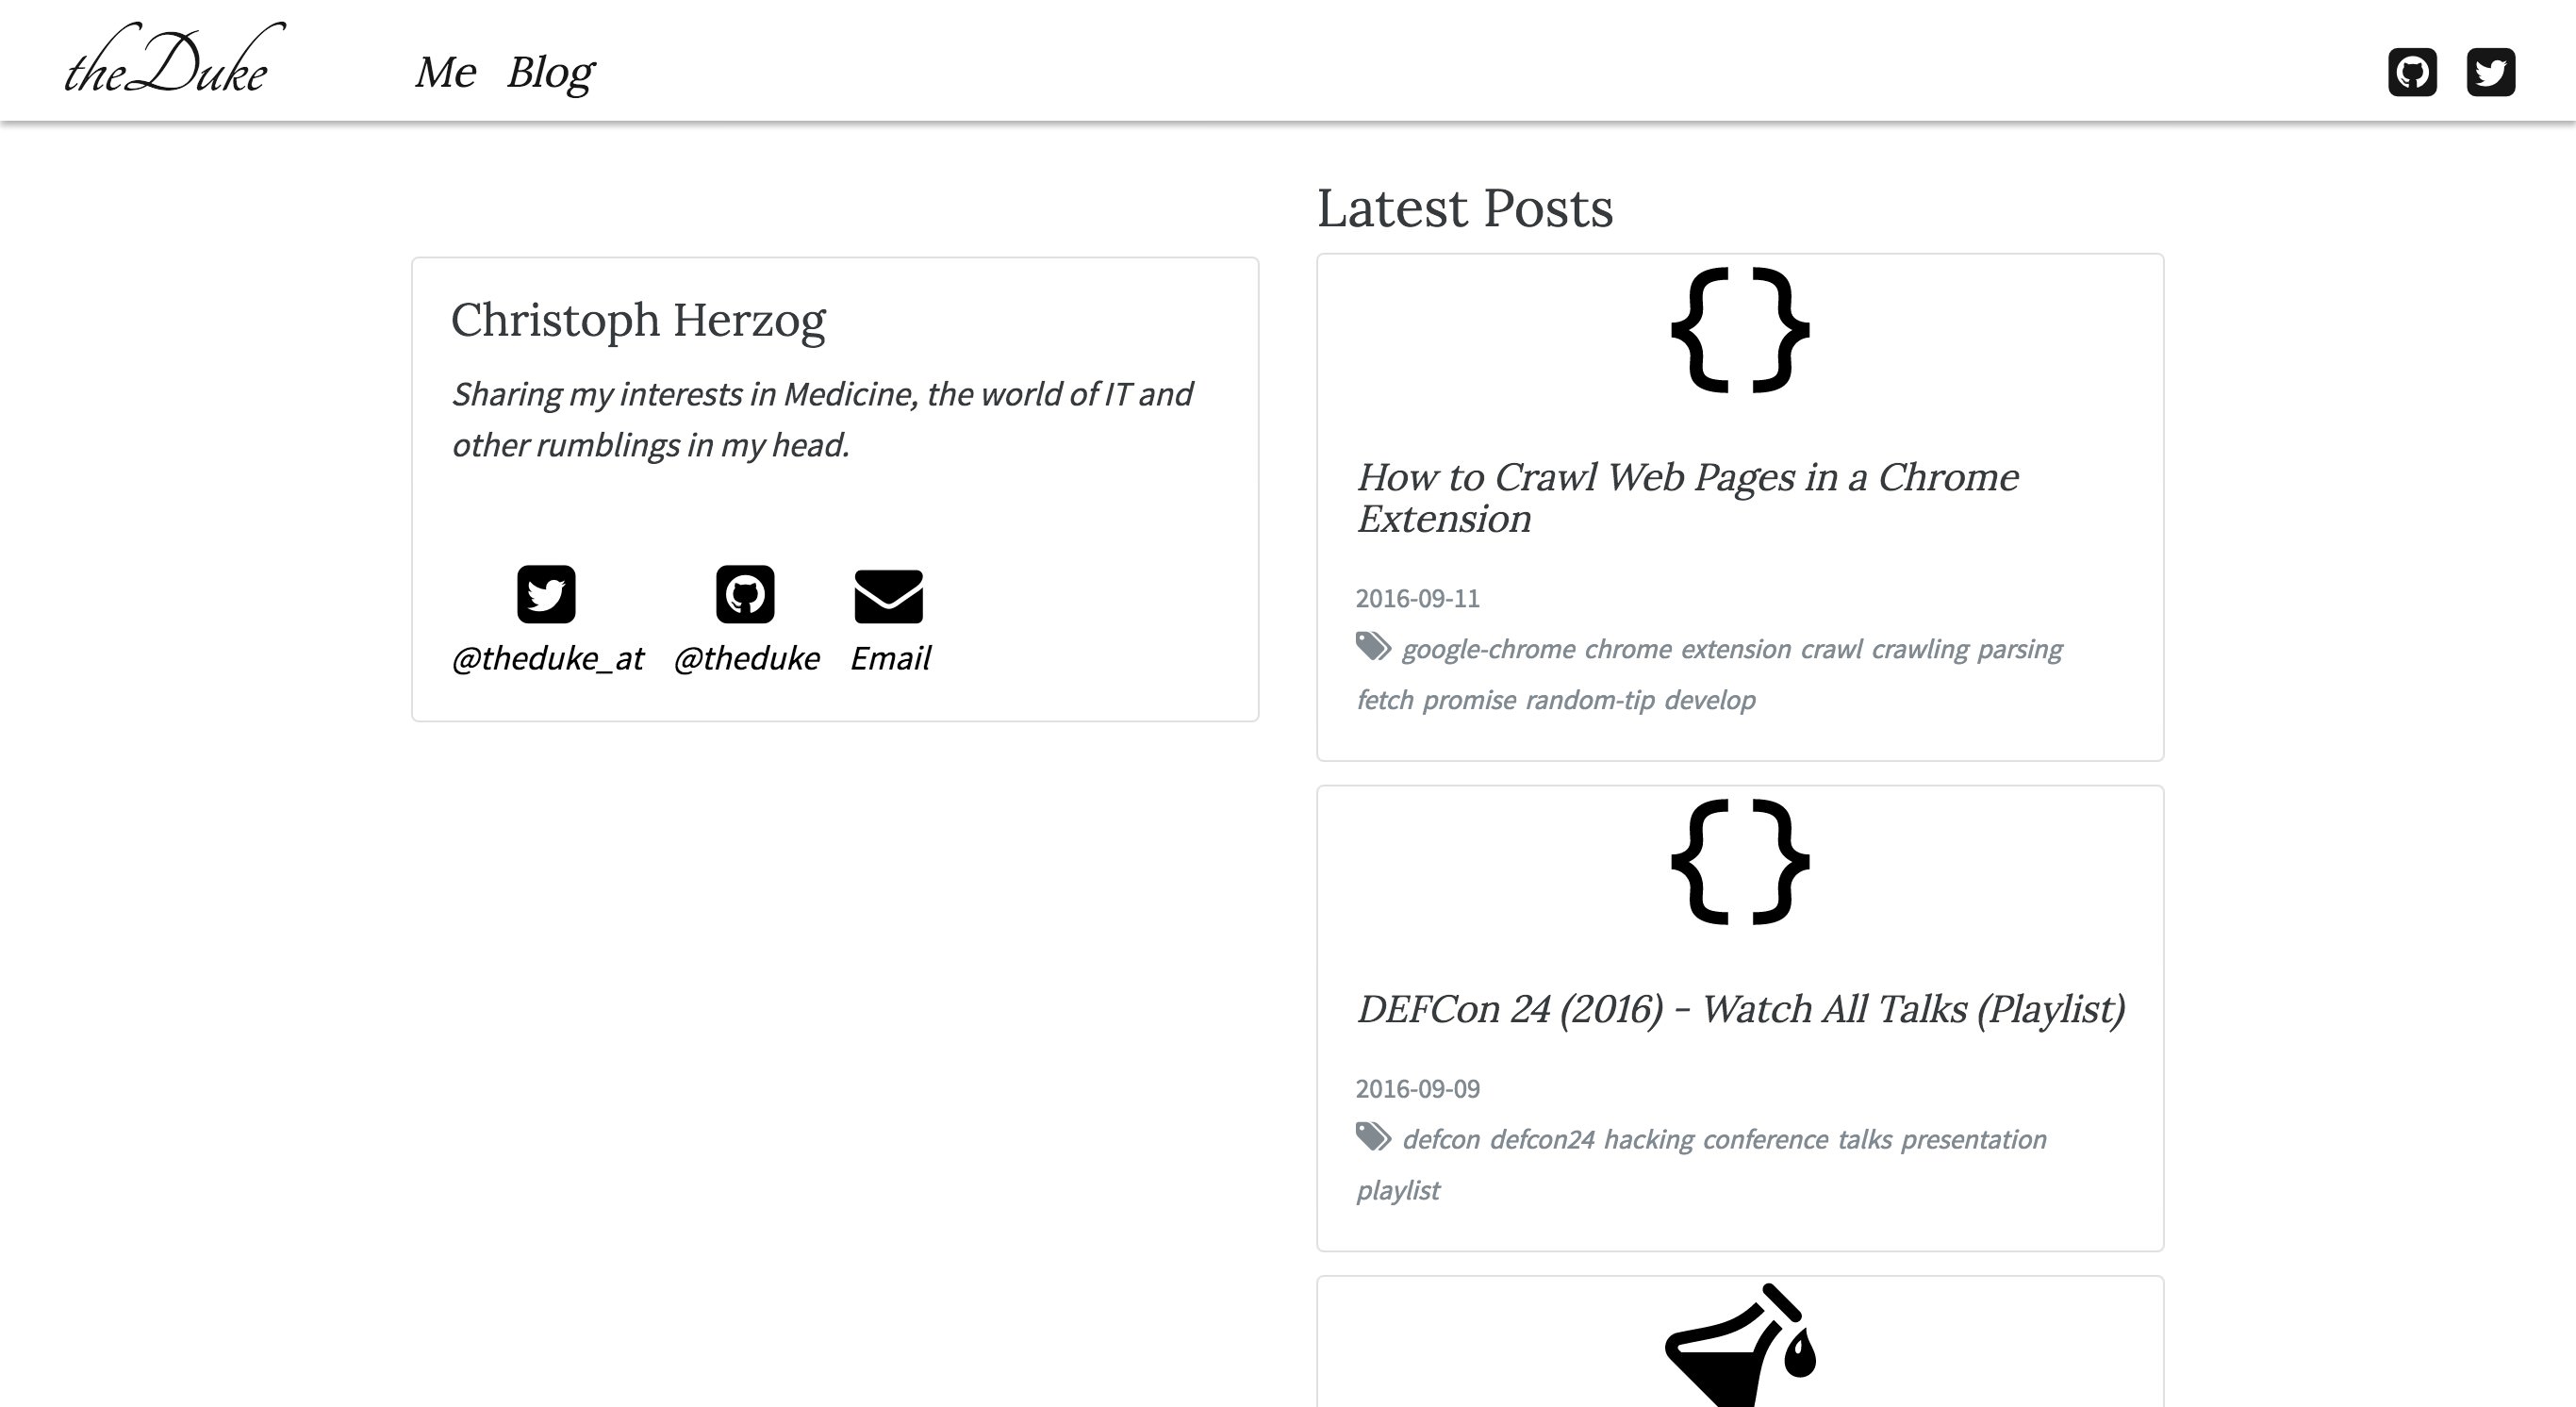 theDuke
Me Blog
Christoph Herzog
Sharing my interests in Medicine, the world of IT and
other rumblings in my head.
@theduke_at @theduke Email
Latest Posts
{ }
How to Crawl Web Pages in a Chrome
Extension
2016-09-11
google-chrome chrome extension crawl crawling parsing
fetch promise random-tip develop
{ }
DEFCon 24 (2016) - Watch All Talks (Playlist)
2016-09-09
defcon defcon24 hacking conference talks presentation
playlist